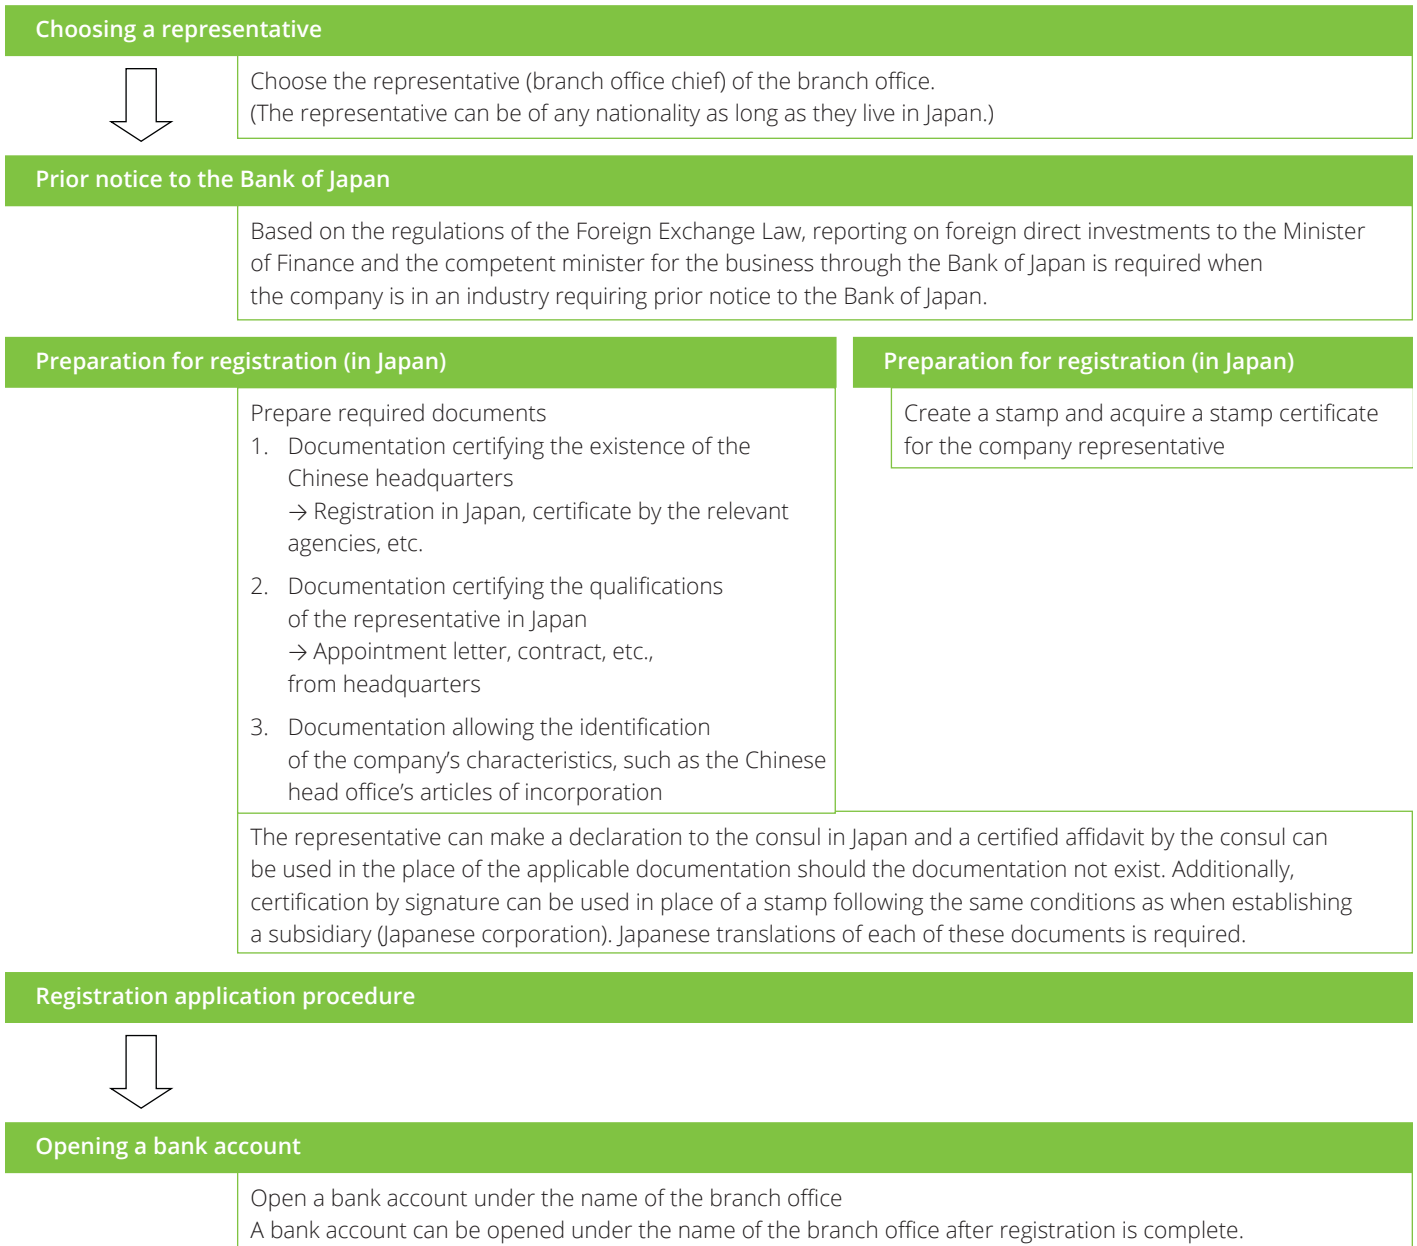 Choosing a representative
Choose the representative (branch office chief) of the branch office.
(The representative can be of any nationality as long as they live in Japan.)
Prior notice to the Bank of Japan
Based on the regulations of the Foreign Exchange Law, reporting on foreign direct investments to the Minister
of Finance and the competent minister for the business through the Bank of Japan is required when
the company is in an industry requiring prior notice to the Bank of Japan.
Preparation for registration (in Japan)
Prepare required documents
1. Documentation certifying the existence of the
Chinese headquarters
→ Registration in Japan, certificate by the relevant
agencies, etc.
2. Documentation certifying the qualifications
of the representative in Japan
→ Appointment letter, contract, etc.,
from headquarters
3. Documentation allowing the identification
of the company's characteristics, such as the Chinese
head office's articles of incorporation
Preparation for registration (in Japan)
Create a stamp and acquire a stamp certificate
for the company representative
The representative can make a declaration to the consul in Japan and a certified affidavit by the consul can
be used in the place of the applicable documentation should the documentation not exist. Additionally,
certification by signature can be used in place of a stamp following the same conditions as when establishing
a subsidiary (Japanese corporation). Japanese translations of each of these documents is required.
Registration application procedure
Opening a bank account
Open a bank account under the name of the branch office
A bank account can be opened under the name of the branch office after registration is complete.